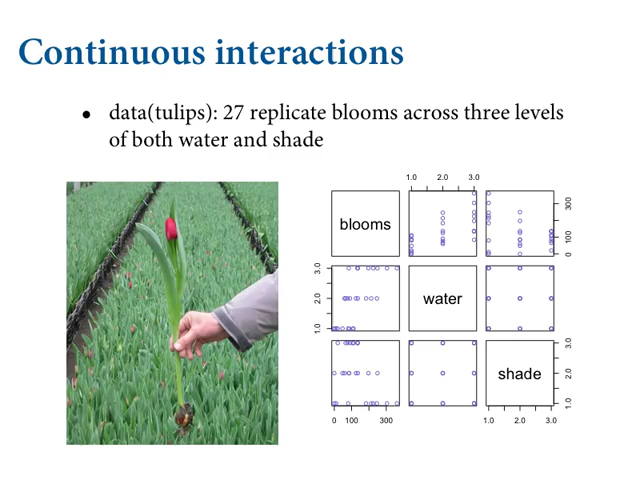 Continuous interactions
• data(tulips): 27 replicate blooms across three levels
of both water and shade
1.0 2.0 3.0
blooms
0 100 300
1.0 2.0 3.0
water
shade
1.0 2.0 3.0
0 100 300
1.0 2.0 3.0